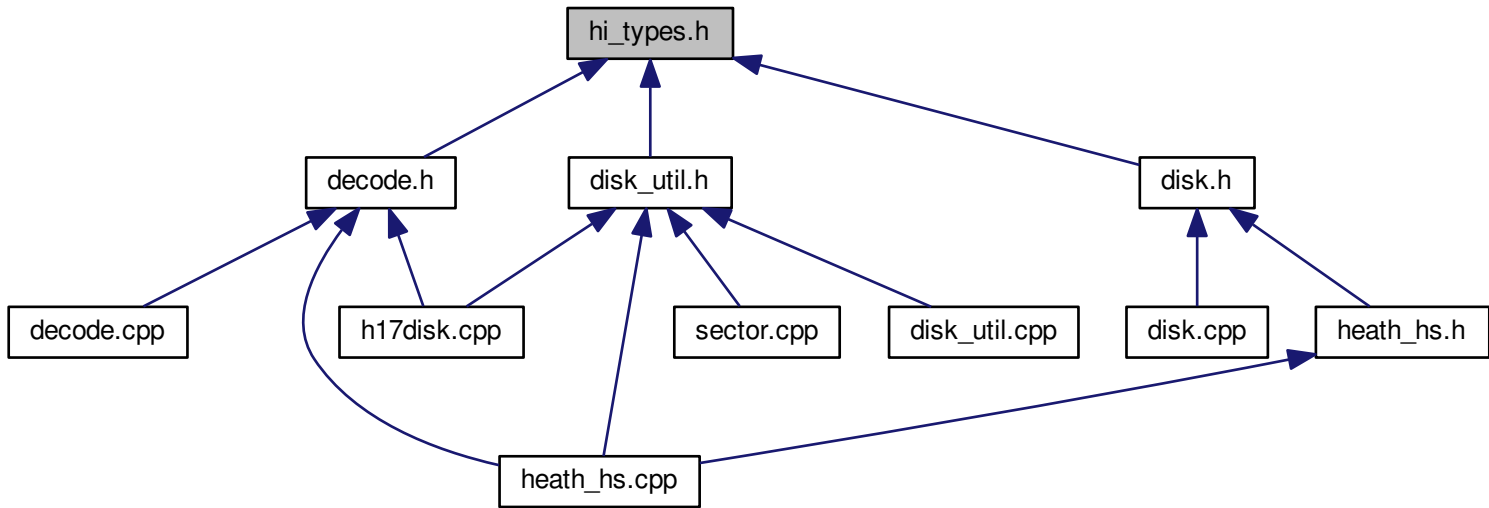 hi_types.h
decode.h
disk_util.h
disk.h
decode.cpp
h17disk.cpp
sector.cpp
disk_util.cpp
disk.cpp
heath_hs.h
heath_hs.cpp